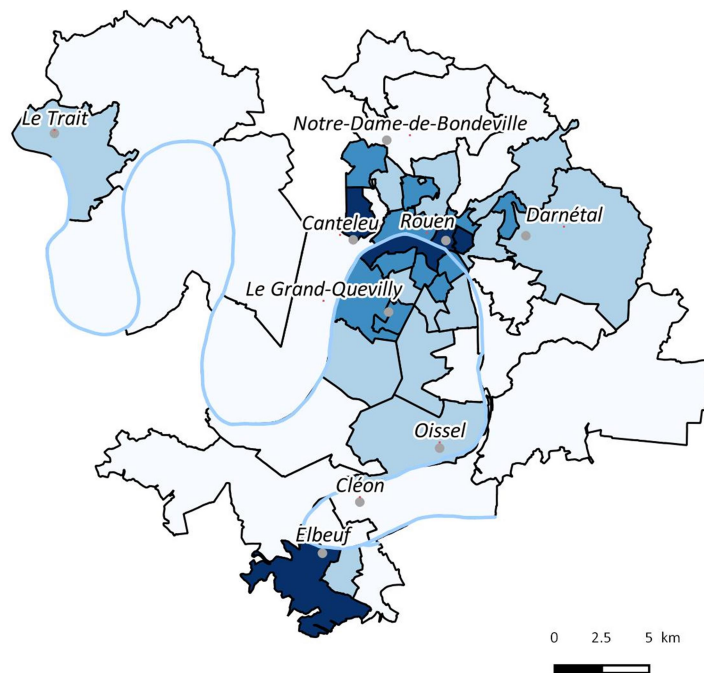 Le Trait
Notre-Dame-de-Bondeville
Canteleu
Rouen
Darnétal
Le Grand-Quevilly
Oissel
Cléon
Elbeuf
0 2.5 5 km